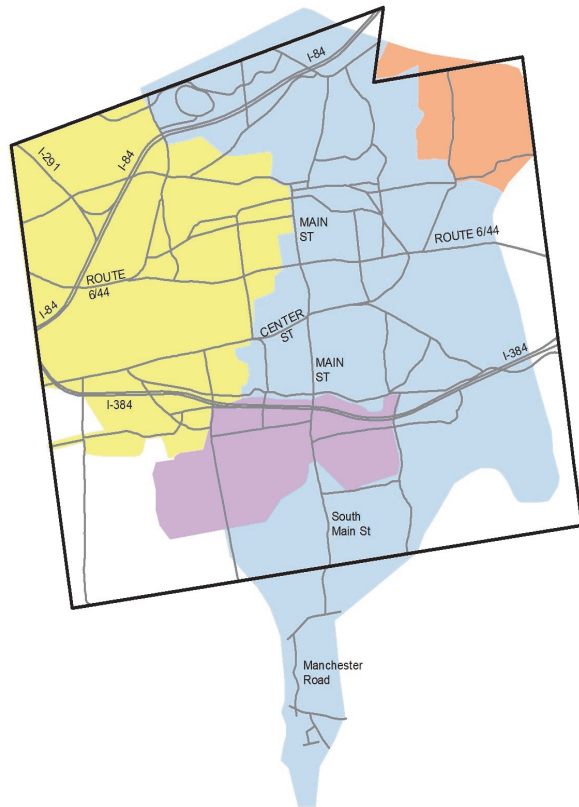 I-84
I-291
I-84
MAIN
ST
ROUTE 6/44
ROUTE
6/44
I-84
CENTER
ST
MAIN
ST
I-384
I-384
South
Main St
Manchester
Road